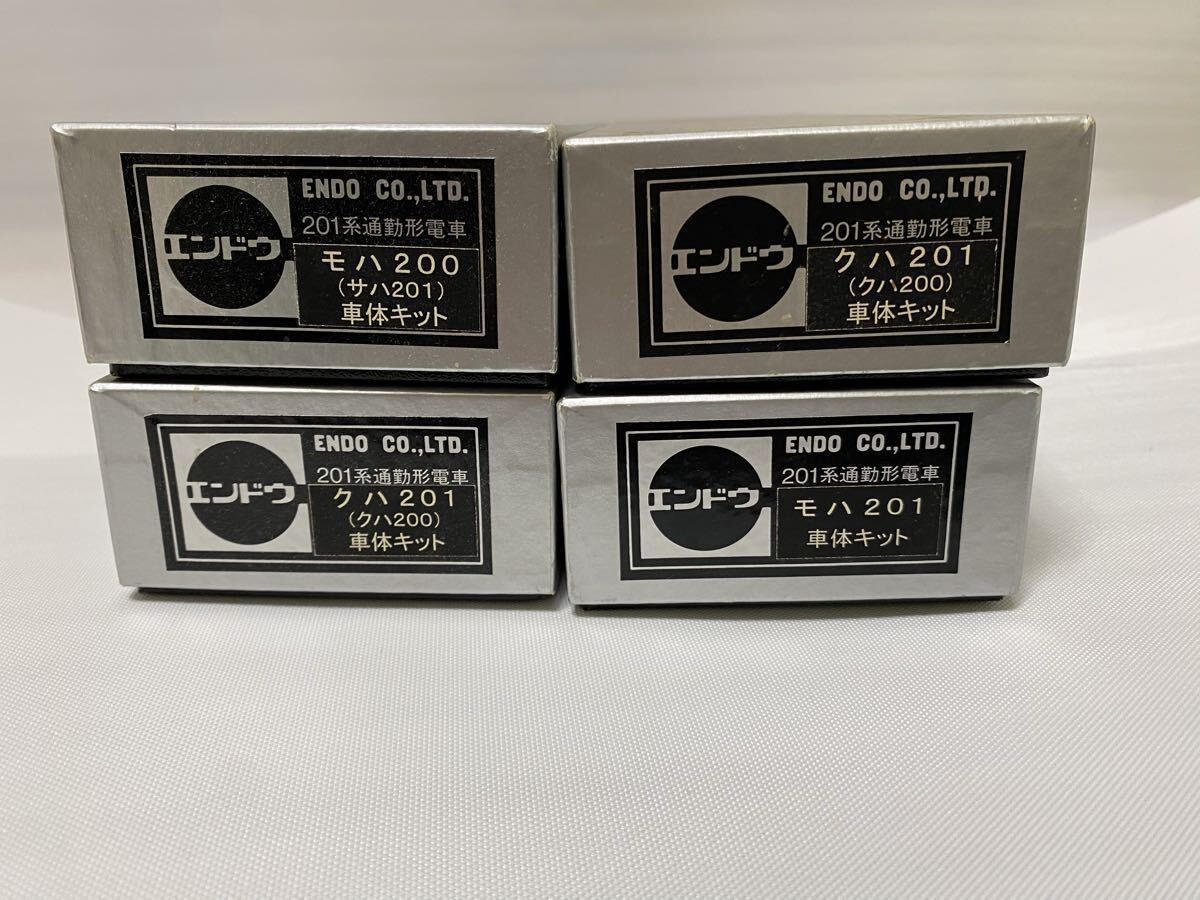 エンドウ
ENDO CO.,LTD.
201系通勤形電車
モハ200
(サハ201)
車体キット
エンドウ
ENDO CO.,LTD.
201系通勤形電車
クハ201
(クハ200)
車体キット
エンドウ
ENDO CO.,LTD.
201系通勤形電車
クハ201
(クハ200)
車体キット
エンドウ
ENDO CO.,LTD.
201系通勤形電車
モハ201
車体キット